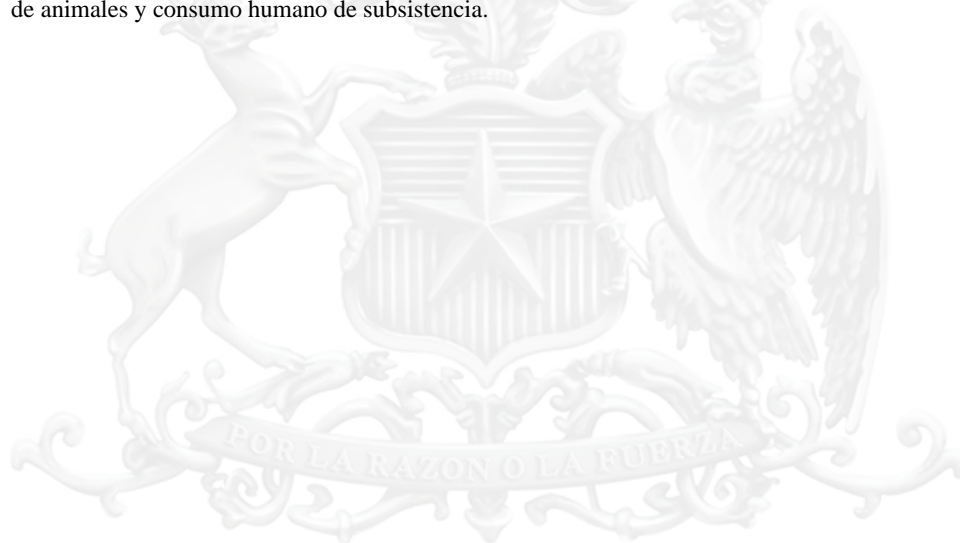 de animales y consumo humano de subsistencia.
POR LA RAZON O LA FUERZA